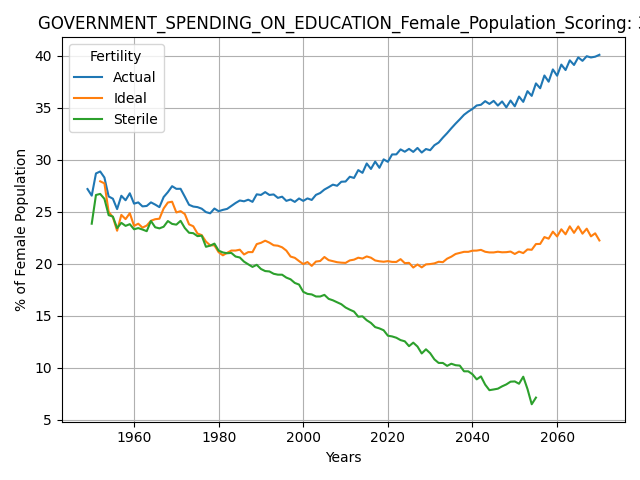 GOVERNMENT_SPENDING_ON_EDUCATION_Female_Population_Scoring:
Fertility
Actual
Ideal
Sterile
% of Female Population
40
35
30
25
20
15
10
5
1960
1980
2000
2020
2040
2060
Years